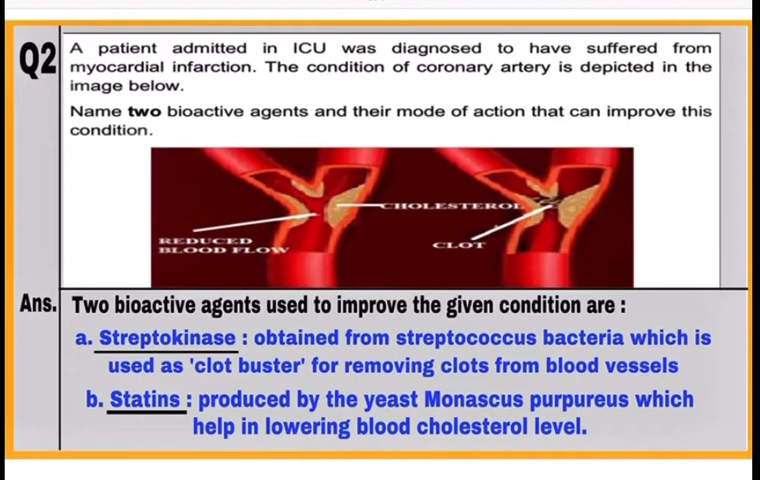 Q2
A patient admitted in ICU was diagnosed to have suffered from
myocardial infarction. The condition of coronary artery is depicted in the
image below.
Name two bioactive agents and their mode of action that can improve this
condition.
CHOLESTEROL
REDUCED
BLOOD FLOW
CLOT
Ans. Two bioactive agents used to improve the given condition are :
a. Streptokinase : obtained from streptococcus bacteria which is
used as 'clot buster' for removing clots from blood vessels
b. Statins : produced by the yeast Monascus purpureus which
help in lowering blood cholesterol level.